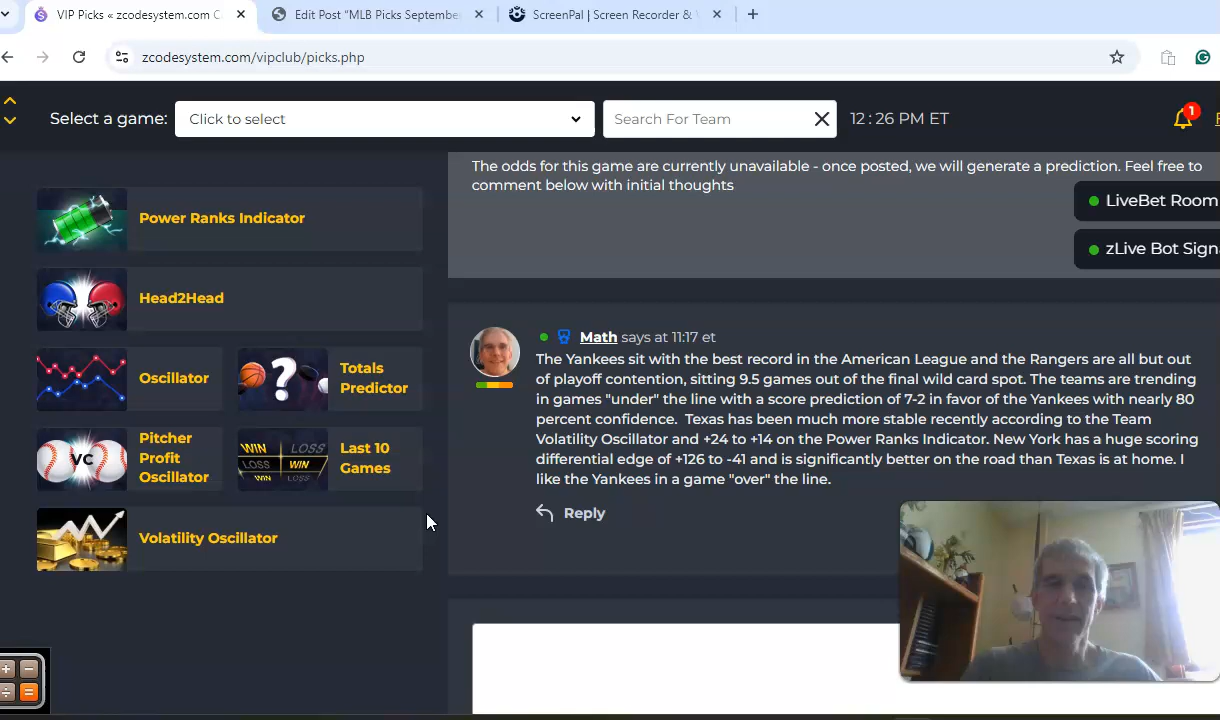 VIP Picks « zcodesystem.com C
Edit Post "MLB Picks Septembe
ScreenPal | Screen Recorder &
zcodesystem.com/vipclub/picks.php
Select a game:
Click to select
Search For Team
12 : 26 PM ET
1
The odds for this game are currently unavailable - once posted, we will generate a prediction. Feel free to
comment below with initial thoughts
LiveBet Room
zLive Bot Sign
Power Ranks Indicator
Head2Head
Oscillator
Totals
Predictor
VC
Pitcher
Profit
Oscillator
WIN LOSS
LOSS WIN
WIN LOSS
Last 10
Games
Volatility Oscillator
Math says at 11:17 et
The Yankees sit with the best record in the American League and the Rangers are all but out
of playoff contention, sitting 9.5 games out of the final wild card spot. The teams are trending
in games "under" the line with a score prediction of 7-2 in favor of the Yankees with nearly 80
percent confidence. Texas has been much more stable recently according to the Team
Volatility Oscillator and +24 to +14 on the Power Ranks Indicator. New York has a huge scoring
differential edge of +126 to -41 and is significantly better on the road than Texas is at home. I
like the Yankees in a game "over" the line.
Reply